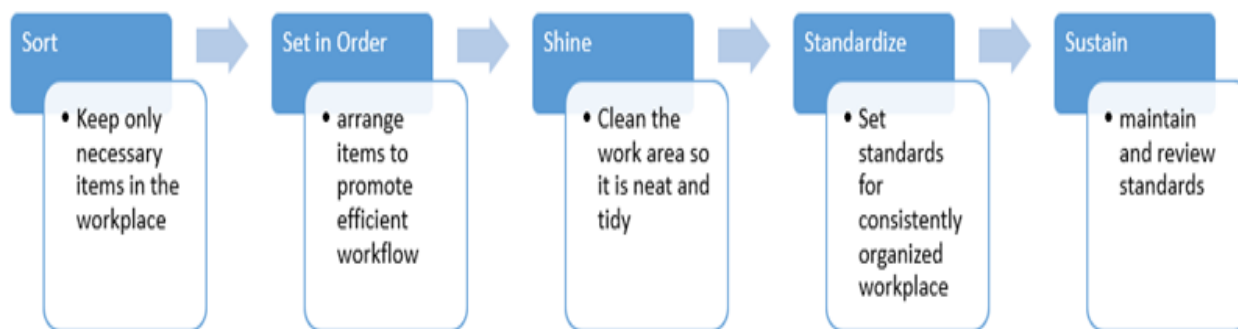 Sort
• Keep only
necessary
items in the
workplace
Set in Order
• arrange
items to
promote
efficient
workflow
Shine
• Clean the
work area so
it is neat and
tidy
Standardize
• Set
standards
for
consistently
organized
workplace
Sustain
• maintain
and review
standards